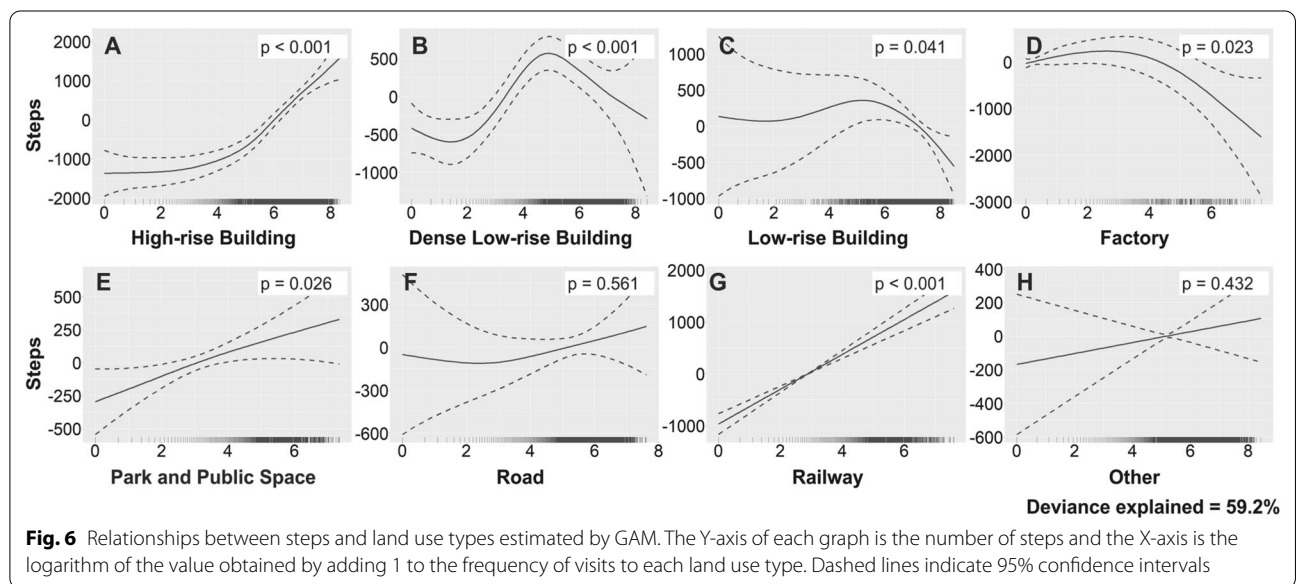 A
p < 0.001
B
p < 0.001
C
p = 0.041
D
p = 0.023
Steps
2000
1000
0
-1000
-2000
500
0
-500
-1000
1000
500
0
-500
-1000
0
-1000
-2000
-3000
0 2 4 6 8
0 2 4 6 8
0 2 4 6 8
0 2 4 6
High-rise Building
Dense Low-rise Building
Low-rise Building
Factory
E
p = 0.026
F
p = 0.561
G
p < 0.001
H
p = 0.432
Steps
500
250
0
-250
-500
300
0
-300
-600
2000
1000
0
-1000
400
200
0
-200
-400
-600
0 2 4 6
0 2 4 6 8
0 2 4 6
0 2 4 6 8
Park and Public Space
Road
Railway
Other
Deviance explained = 59.2%
Fig. 6 Relationships between steps and land use types estimated by GAM. The Y-axis of each graph is the number of steps and the X-axis is the
logarithm of the value obtained by adding 1 to the frequency of visits to each land use type. Dashed lines indicate 95% confidence intervals